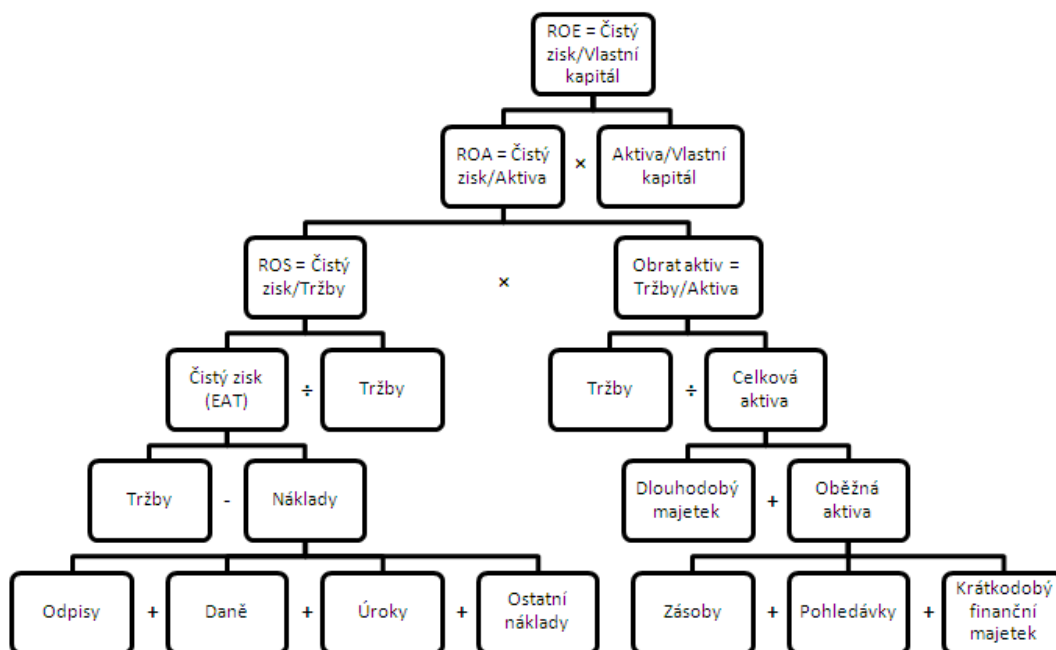 ROE = Čistý
zisk/Vlastní
kapitál
ROA = Čistý
zisk/Aktiva
×
Aktiva/Vlastní
kapitál
ROS = Čistý
zisk/Tržby
×
Obrat aktiv =
Tržby/Aktiva
Čistý zisk
(EAT)
÷
Tržby
Tržby
÷
Celková
aktiva
Tržby
-
Náklady
Dlouhodobý
majetek
+
Oběžná
aktiva
Odpisy
+
Daně
+
Úroky
+
Ostatní
náklady
Zásoby
+
Pohledávky
+
Krátkodobý
finanční
majetek